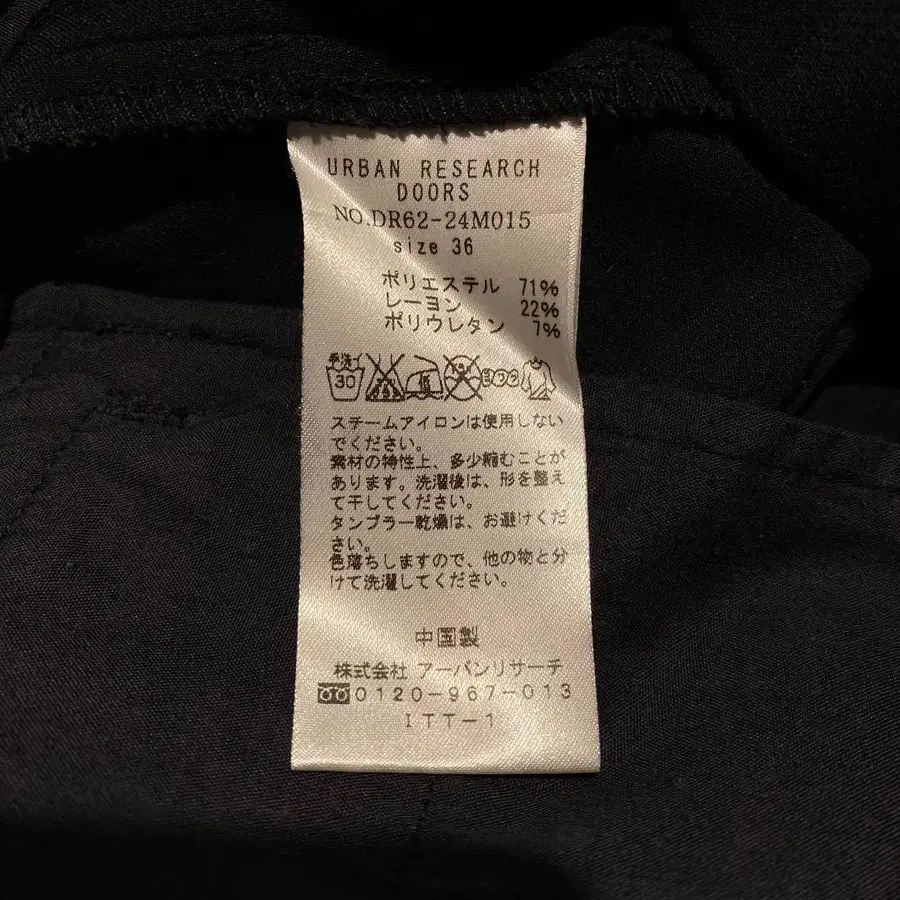 URBAN RESEARCH
DOORS
NO.DR62-24M015
size 36
ポリエステル 71%
レーヨン 22%
ポリウレタン 7%
手洗イ
30
低
スチームアイロンは使用しない
でください。
素材の特性上、多少縮むことが
あります。洗濯後は、形を整え
て干してください。
タンブラー乾燥は、お避けくだ
さい。
色落ちしますので、他の物と分
けて洗濯してください。
中国製
株式会社 アーバンリサーチ
0120-967-013
ITT-1